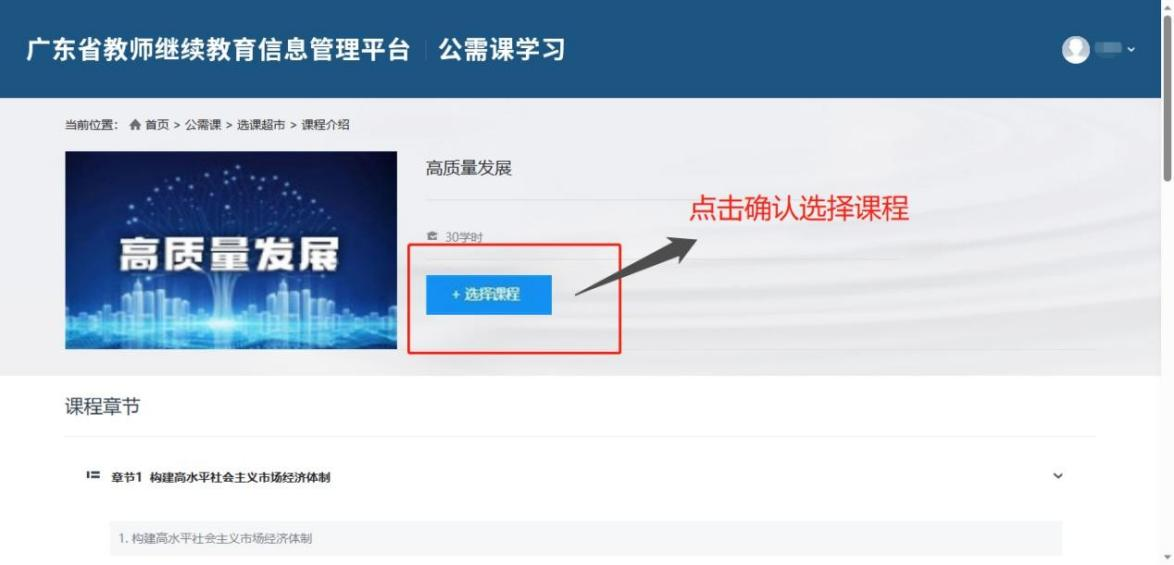 广东省教师继续教育信息管理平台 公需课学习
当前位置: 首页 > 公需课 > 选课超市 > 课程介绍
高质量发展
高质量发展
点击确认选择课程
30学时
+ 选择课程
课程章节
章节1 构建高水平社会主义市场经济体制
1. 构建高水平社会主义市场经济体制